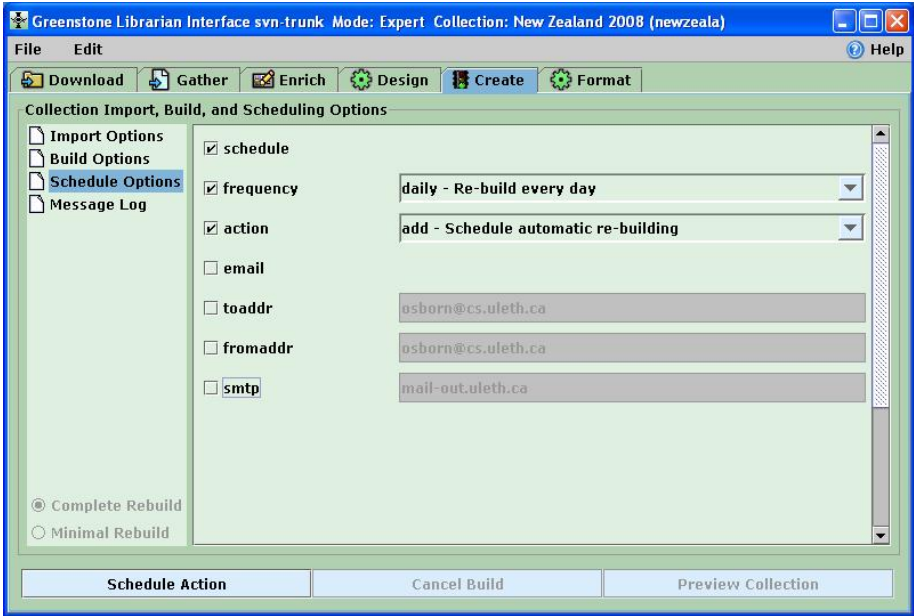 Greenstone Librarian Interface svn-trunk Mode: Expert Collection: New Zealand 2008 (newzeala)
File Edit Help
Download Gather Enrich Design Create Format
Collection Import, Build, and Scheduling Options
Import Options
Build Options
Schedule Options
Message Log
schedule
frequency daily - Re-build every day
action add - Schedule automatic re-building
email
toaddr osborn@cs.uleth.ca
fromaddr osborn@cs.uleth.ca
smtp mail-out.uleth.ca
Complete Rebuild
Minimal Rebuild
Schedule Action Cancel Build Preview Collection